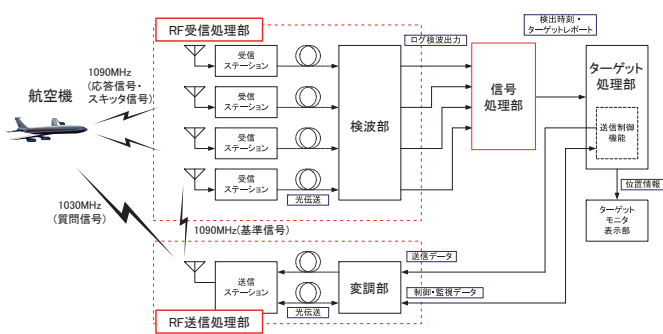 RF受信処理部
検出時刻・
ターゲットレポート
ログ検波出力
1090MHz
(応答信号・
スキッタ信号)
航空機
受信
ステーション
受信
ステーション
受信
ステーション
受信
ステーション
光伝送
検波部
信号
処理部
ターゲット
処理部
送信制御
機能
位置情報
ターゲット
モニタ
表示部
1030MHz
(質問信号)
1090MHz(基準信号)
送信データ
送信
ステーション
光伝送
変調部
制御・監視データ
RF送信処理部